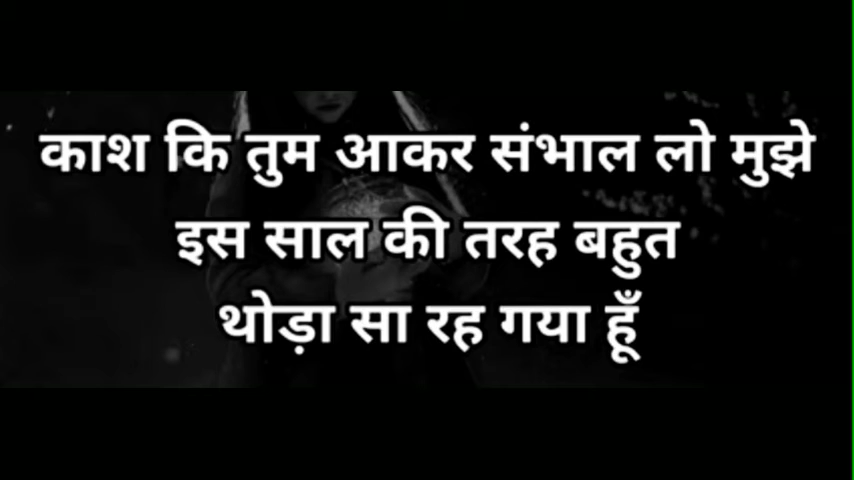 काश कि तुम आकर संभाल लो मुझे
इस साल की तरह बहुत
थोड़ा सा रह गया हूँ